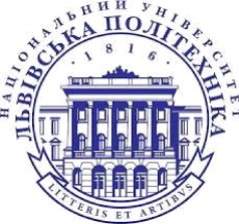 НАЦІОНАЛЬНИЙ УНІВЕРСИТЕТ
ЛЬВІВСЬКА ПОЛІТЕХНІКА
· 1816 ·
LITTERIS ET ARTIBVS